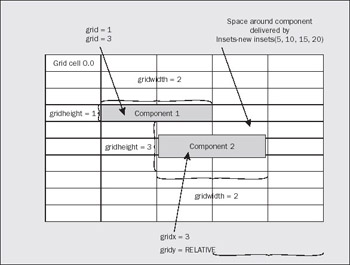 grid = 1
grid = 3
Space around component
delivered by
Insets-new insets(5, 10, 15, 20)
Grid cell 0.0
gridwidth = 2
gridheight = 1
Component 1
gridheight = 3
Component 2
gridwidth = 2
gridx = 3
gridy = RELATIVE